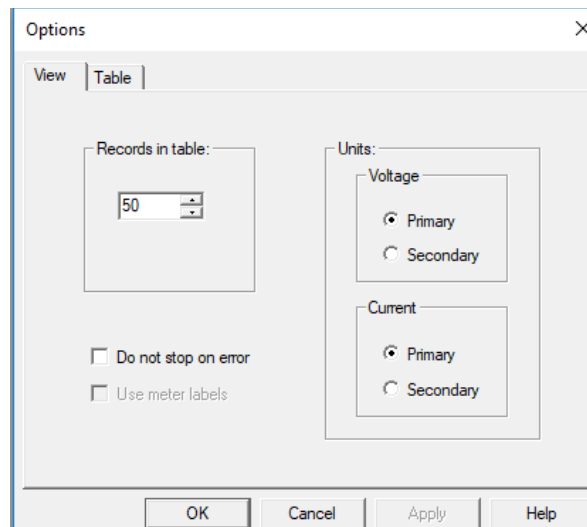 Options
View Table
Records in table:
50
Do not stop on error
Use meter labels
Units:
Voltage
Primary
Secondary
Current
Primary
Secondary
OK Cancel Apply Help